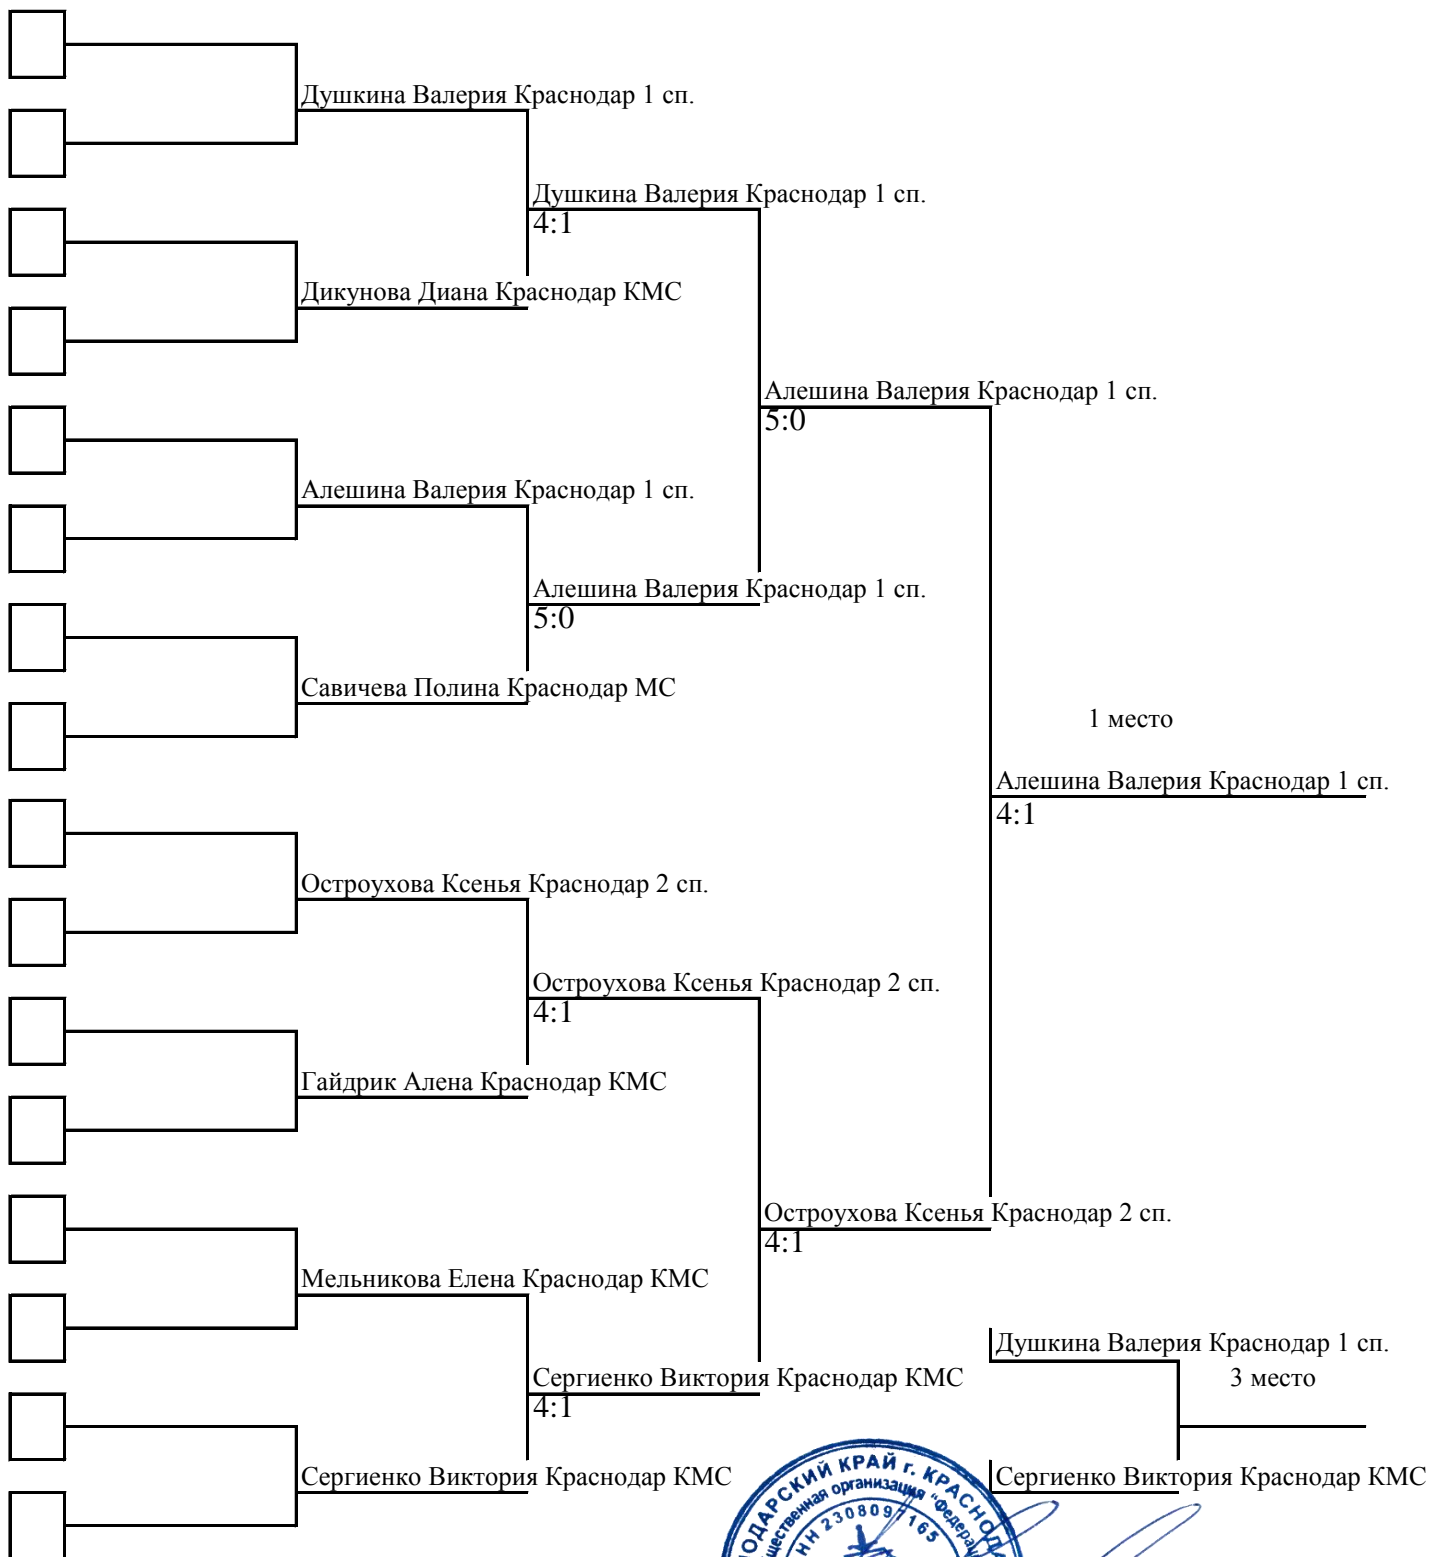 Душкина Валерия Краснодар 1 сп.
Душкина Валерия Краснодар 1 сп.
4:1
Дикунова Диана Краснодар КМС
Алешина Валерия Краснодар 1 сп.
5:0
Алешина Валерия Краснодар 1 сп.
Алешина Валерия Краснодар 1 сп.
5:0
Савичева Полина Краснодар МС
1 место
Алешина Валерия Краснодар 1 сп.
4:1
Остроухова Ксенья Краснодар 2 сп.
Остроухова Ксенья Краснодар 2 сп.
4:1
Гайдрик Алена Краснодар КМС
Остроухова Ксенья Краснодар 2 сп.
4:1
Мельникова Елена Краснодар КМС
Душкина Валерия Краснодар 1 сп.
Сергиенко Виктория Краснодар КМС
3 место
4:1
Сергиенко Виктория Краснодар КМС
Сергиенко Виктория Краснодар КМС
КРАЙ г.
организация
2308097165